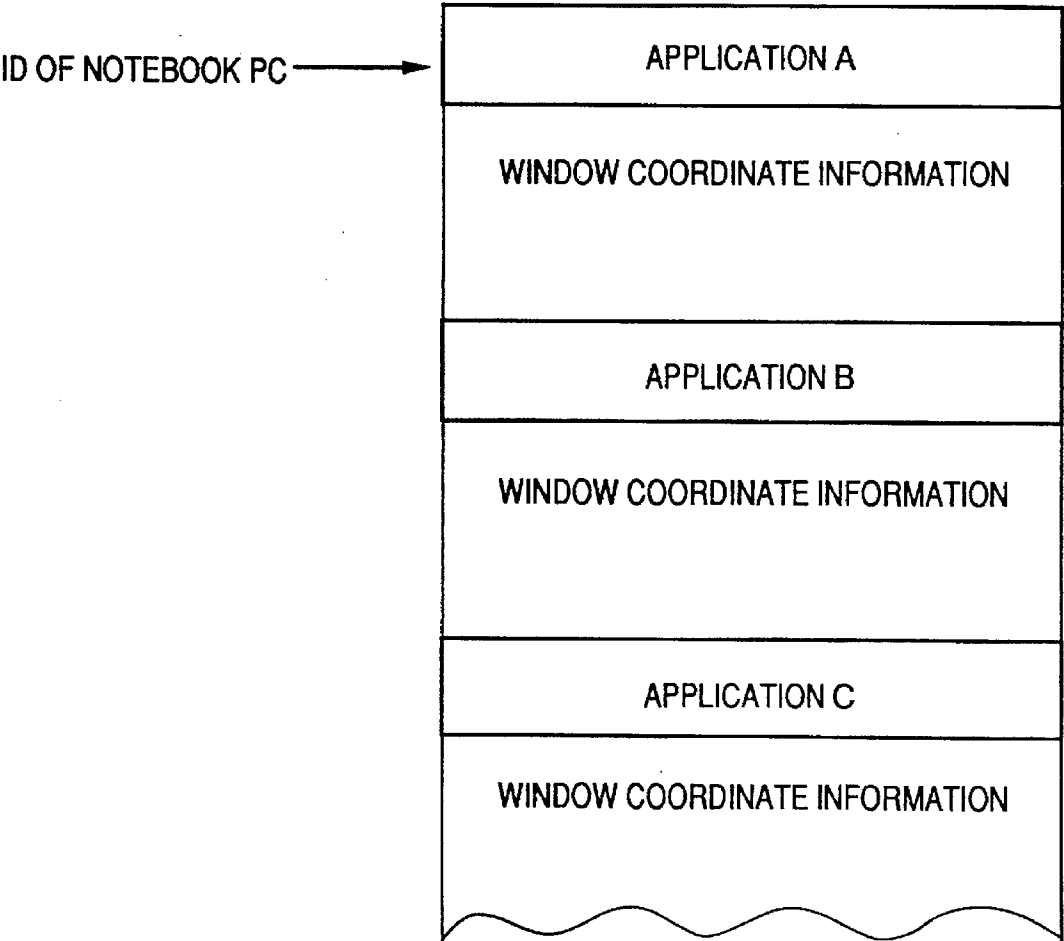 APPLICATION A
ID OF NOTEBOOK PC
WINDOW COORDINATE INFORMATION
APPLICATION B
WINDOW COORDINATE INFORMATION
APPLICATION C
WINDOW COORDINATE INFORMATION